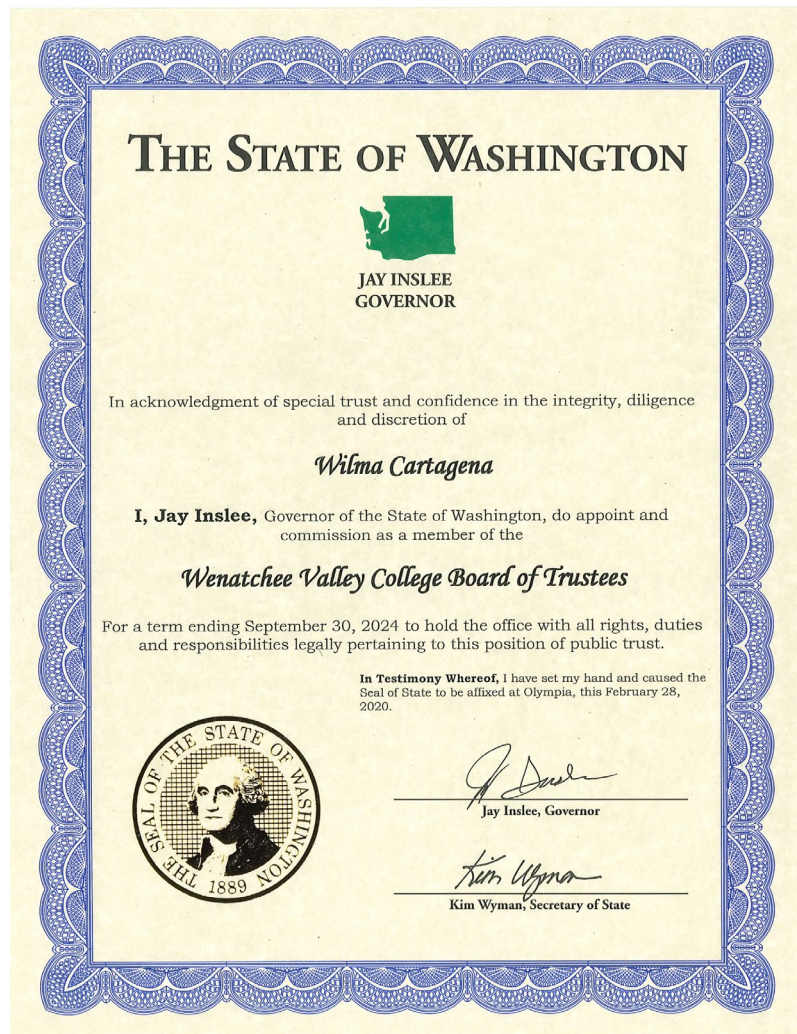 THE STATE OF WASHINGTON
JAY INSLEE
GOVERNOR
In acknowledgment of special trust and confidence in the integrity, diligence
and discretion of
Wilma Cartagena
I, Jay Inslee, Governor of the State of Washington, do appoint and
commission as a member of the
Wenatchee Valley College Board of Trustees
For a term ending September 30, 2024 to hold the office with all rights, duties
and responsibilities legally pertaining to this position of public trust.
In Testimony Whereof, I have set my hand and caused the
Seal of State to be affixed at Olympia, this February 28,
2020.
THE SEAL OF THE STATE OF WASHINGTON
1889
Jay Inslee, Governor
Kim Wyman
Kim Wyman, Secretary of State